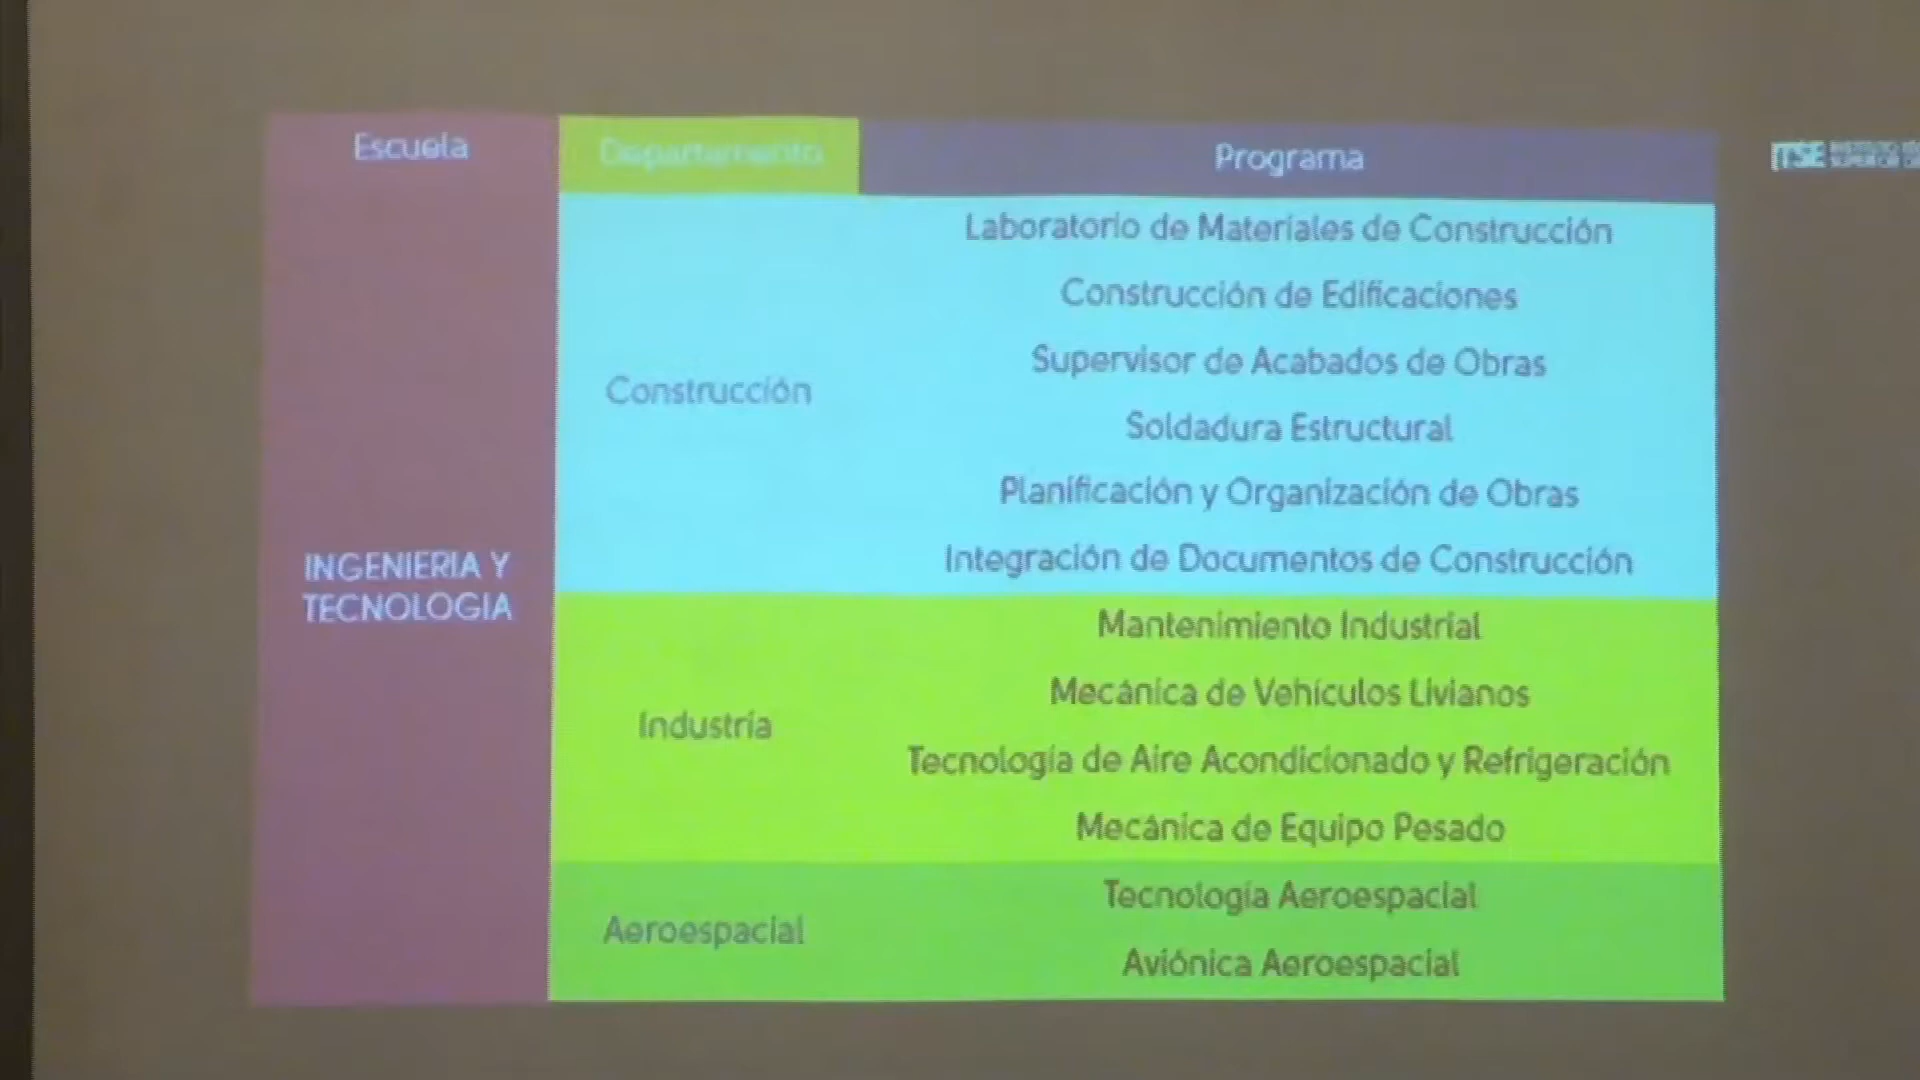 Escuela
Departamento
Programa
ITSE
Laboratorio de Materiales de Construcción
Construcción de Edificaciones
Supervisor de Acabados de Obras
Construcción
Soldadura Estructural
Planificación y Organización de Obras
Integración de Documentos de Construcción
INGENIERIA Y
TECNOLOGIA
Mantenimiento Industrial
Mecánica de Vehículos Livianos
Industria
Tecnología de Aire Acondicionado y Refrigeración
Mecánica de Equipo Pesado
Tecnología Aeroespacial
Aeroespacial
Aviónica Aeroespacial